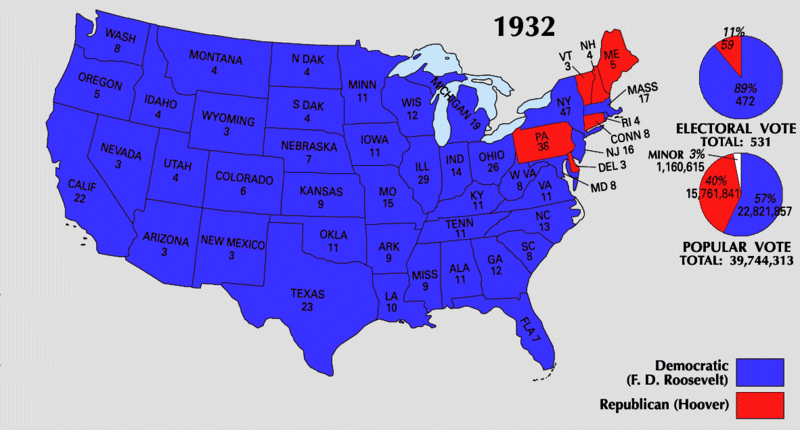 1932
WASH
8
OREGON
5
CALIF
22
NEVADA
3
IDAHO
4
MONTANA
4
WYOMING
3
UTAH
4
COLORADO
6
ARIZONA
3
NEW MEXICO
3
N DAK
4
S DAK
4
NEBRASKA
7
KANSAS
9
OKLA
11
TEXAS
23
MINN
11
IOWA
11
MO
15
ARK
9
LA
10
WIS
12
ILL
29
MICHIGAN 19
IND
14
OHIO
26
KY
11
TENN
11
MISS
9
ALA
11
GA
12
FLA 7
SC
8
NC
13
VA
11
W VA
8
PA
36
NY
47
VT
3
NH
4
ME
5
MASS
17
RI 4
CONN 8
NJ 16
DEL 3
MD 8
11%
59
89%
472
ELECTORAL VOTE
TOTAL: 531
MINOR 3%
1,160,615
40%
15,761,841
57%
22,821,857
POPULAR VOTE
TOTAL: 39,744,313
Democratic
(F. D. Roosevelt)
Republican (Hoover)